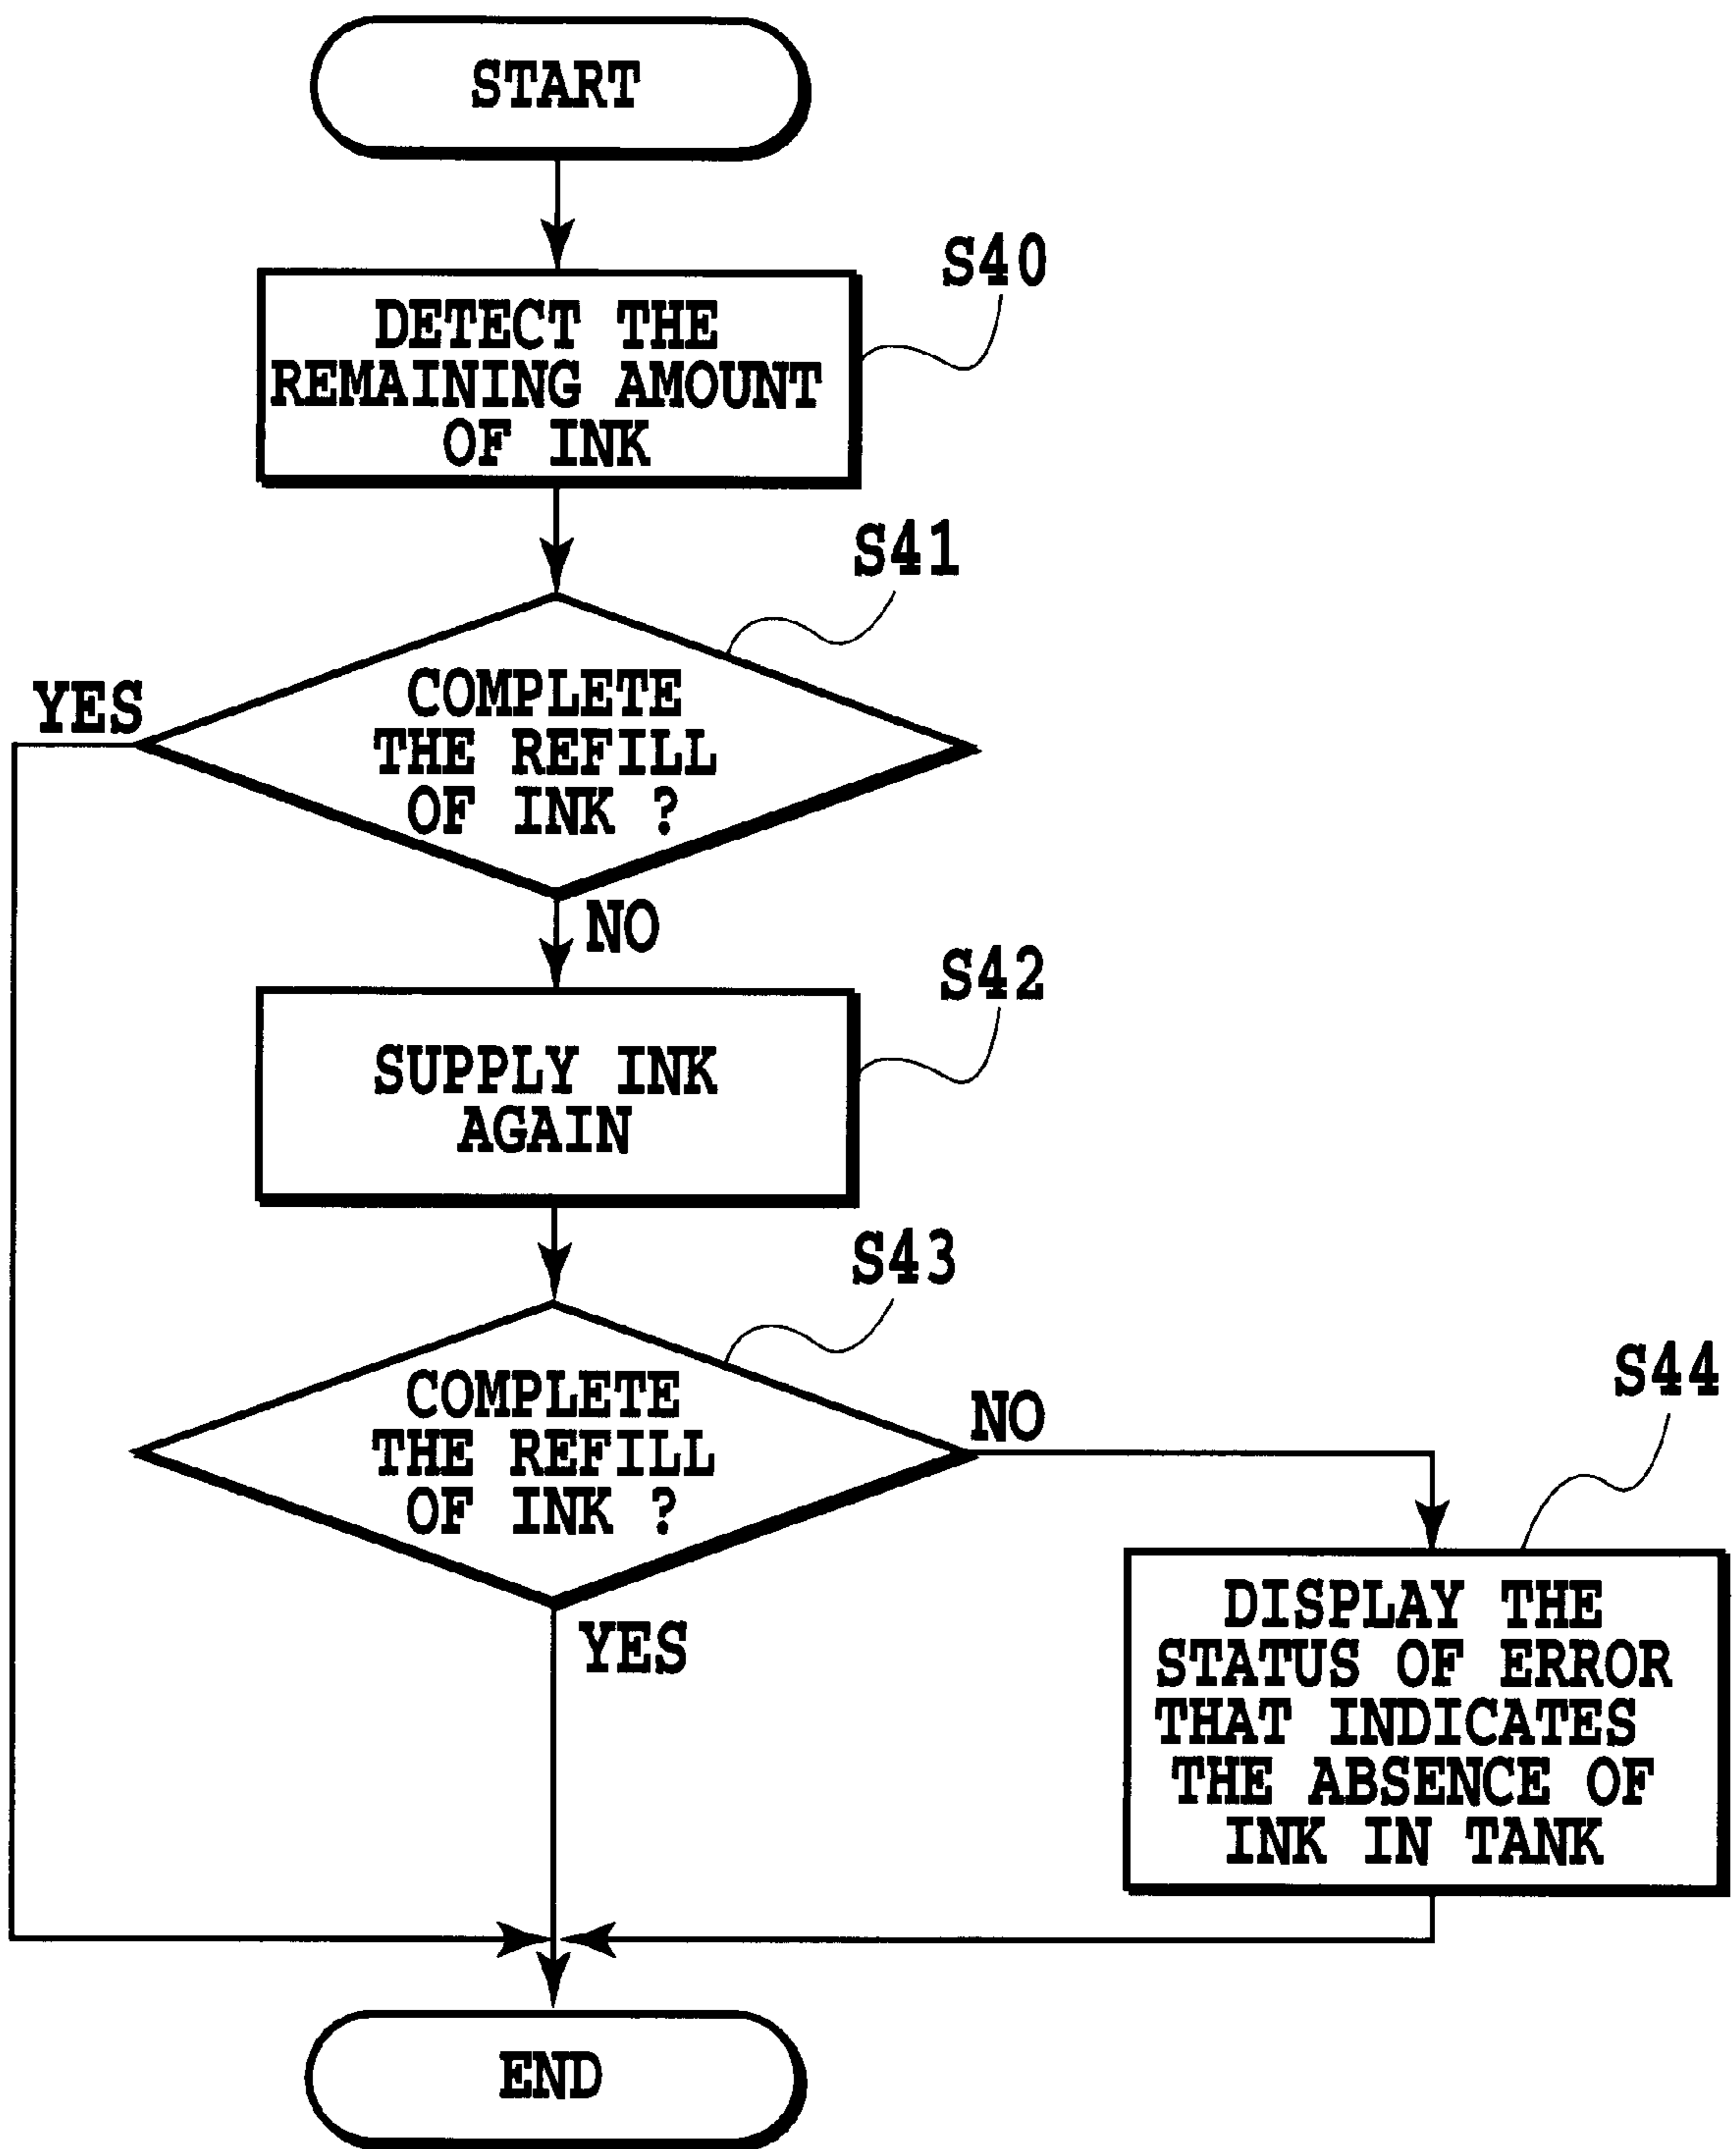 START
S40
DETECT THE
REMAINING AMOUNT
OF INK
S41
YES
COMPLETE
THE REFILL
OF INK ?
NO
S42
SUPPLY INK
AGAIN
S43
COMPLETE
THE REFILL
OF INK ?
NO
S44
YES
DISPLAY THE
STATUS OF ERROR
THAT INDICATES
THE ABSENCE OF
INK IN TANK
END